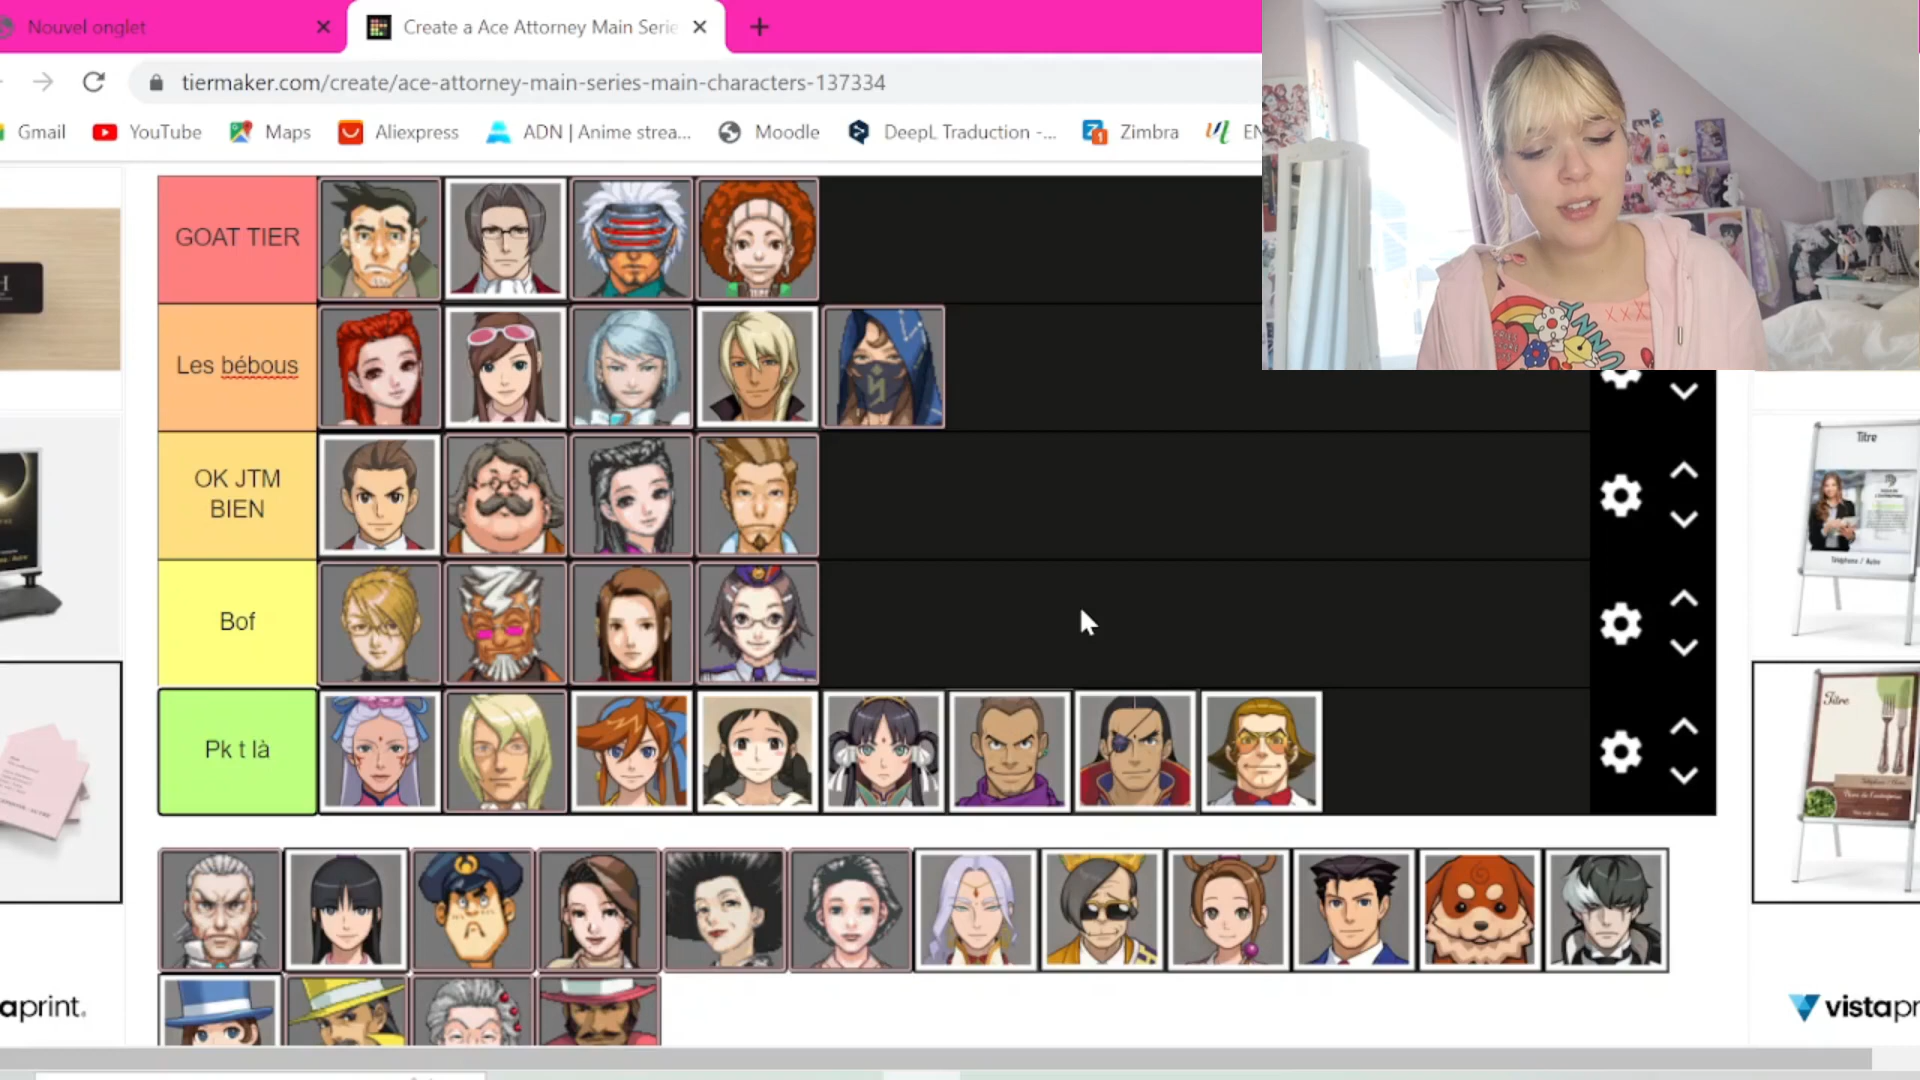 Nouvel onglet
Create a Ace Attorney Main Serie
tiermaker.com/create/ace-attorney-main-series-main-characters-137334
Gmail
YouTube
Maps
Aliexpress
ADN | Anime strea...
Moodle
DeepL Traduction -...
Zimbra
EN
GOAT TIER
Les bébous
OK JTM
BIEN
Bof
Pk t là
Titre
Titre
aprint.
vistapr